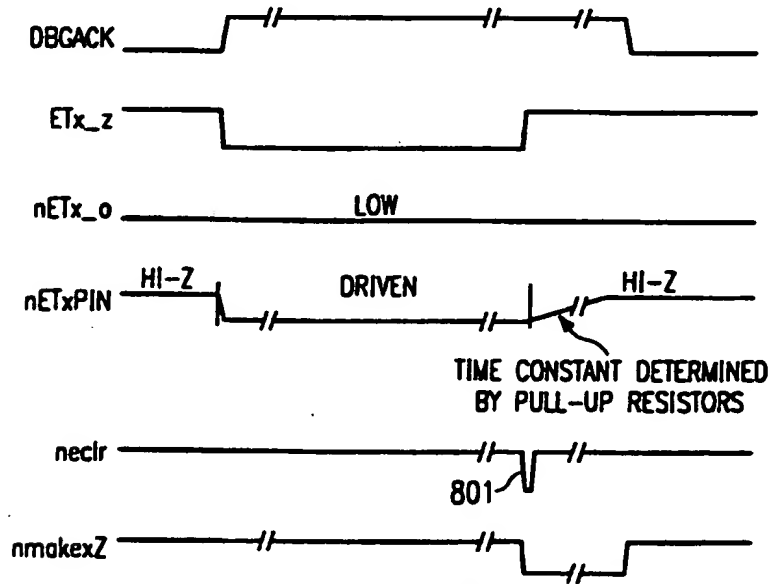 DBGACK
ETx_z
nETx_o
LOW
nETxPIN
HI-Z
DRIVEN
HI-Z
TIME CONSTANT DETERMINED
BY PULL-UP RESISTORS
neclr
801
nmakexZ